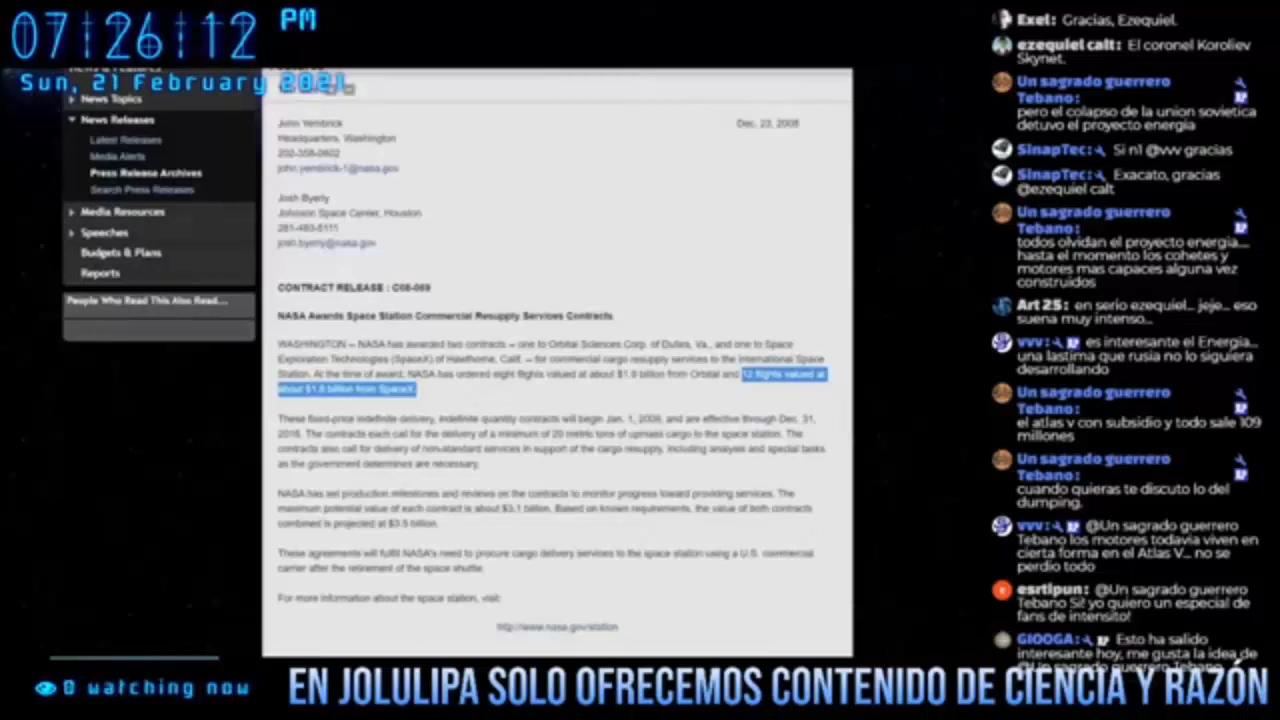 07:26:12 PM
Sun, 21 February 2021
News & Features
News Topics
News Releases
Latest Releases
Media Alerts
Press Release Archives
Search Press Releases
Media Resources
Speeches
Budgets & Plans
Reports
People Who Read This Also Read...
John Yembrick
Dec. 23, 2008
Headquarters, Washington
202-358-0602
john.yembrick-1@nasa.gov
Josh Byerly
Johnson Space Center, Houston
281-483-5111
josh.byerly@nasa.gov
CONTRACT RELEASE : C08-069
NASA Awards Space Station Commercial Resupply Services Contracts
WASHINGTON -- NASA has awarded two contracts -- one to Orbital Sciences Corp. of Dulles, Va., and one to Space
Exploration Technologies (SpaceX) of Hawthorne, Calif. -- for commercial cargo resupply services to the International Space
Station. At the time of award, NASA has ordered eight flights valued at about $1.9 billion from Orbital and 12 flights valued at
about $1.6 billion from SpaceX.
These fixed-price indefinite delivery, indefinite quantity contracts will begin Jan. 1, 2009, and are effective through Dec. 31,
2016. The contracts each call for the delivery of a minimum of 20 metric tons of upmass cargo to the space station. The
contracts also call for delivery of non-standard services in support of the cargo resupply, including analysis and special tasks
as the government determines are necessary.
NASA has set production milestones and reviews on the contracts to monitor progress toward providing services. The
maximum potential value of each contract is about $3.1 billion. Based on known requirements, the value of both contracts
combined is projected at $3.5 billion.
These agreements will fulfill NASA's need to procure cargo delivery services to the space station using a U.S. commercial
carrier after the retirement of the space shuttle.
For more information about the space station, visit:
http://www.nasa.gov/station
Exel: Gracias, Ezequiel.
ezequiel calt: El coronel Koroliev
Skynet.
Un sagrado guerrero
Tebano:
pero el colapso de la union sovietica
detuvo el proyecto energia
SinapTec: Si n1 @vvv gracias
SinapTec: Exacato, gracias
@ezequiel calt
Un sagrado guerrero
Tebano:
todos olvidan el proyecto energia....
hasta el momento los cohetes y
motores mas capaces alguna vez
construidos
Art 25: en serio ezequiel... jeje... eso
suena muy intenso...
vvv: es interesante el Energia...
una lastima que rusia no lo siguiera
desarrollando
Un sagrado guerrero
Tebano:
el atlas v con subsidio y todo sale 109
millones
Un sagrado guerrero
Tebano:
cuando quieras te discuto lo del
dumping.
vvv: @Un sagrado guerrero
Tebano los motores todavia viven en
cierta forma en el Atlas V... no se
perdio todo
esrtipun: @Un sagrado guerrero
Tebano Si! yo quiero un especial de
fans de intensito!
GIOOGA: Esto ha salido
interesante hoy, me gusta la idea de
@Un sagrado guerrero Tebano
0 watching now
EN JOLULIPA SOLO OFRECEMOS CONTENIDO DE CIENCIA Y RAZÓN